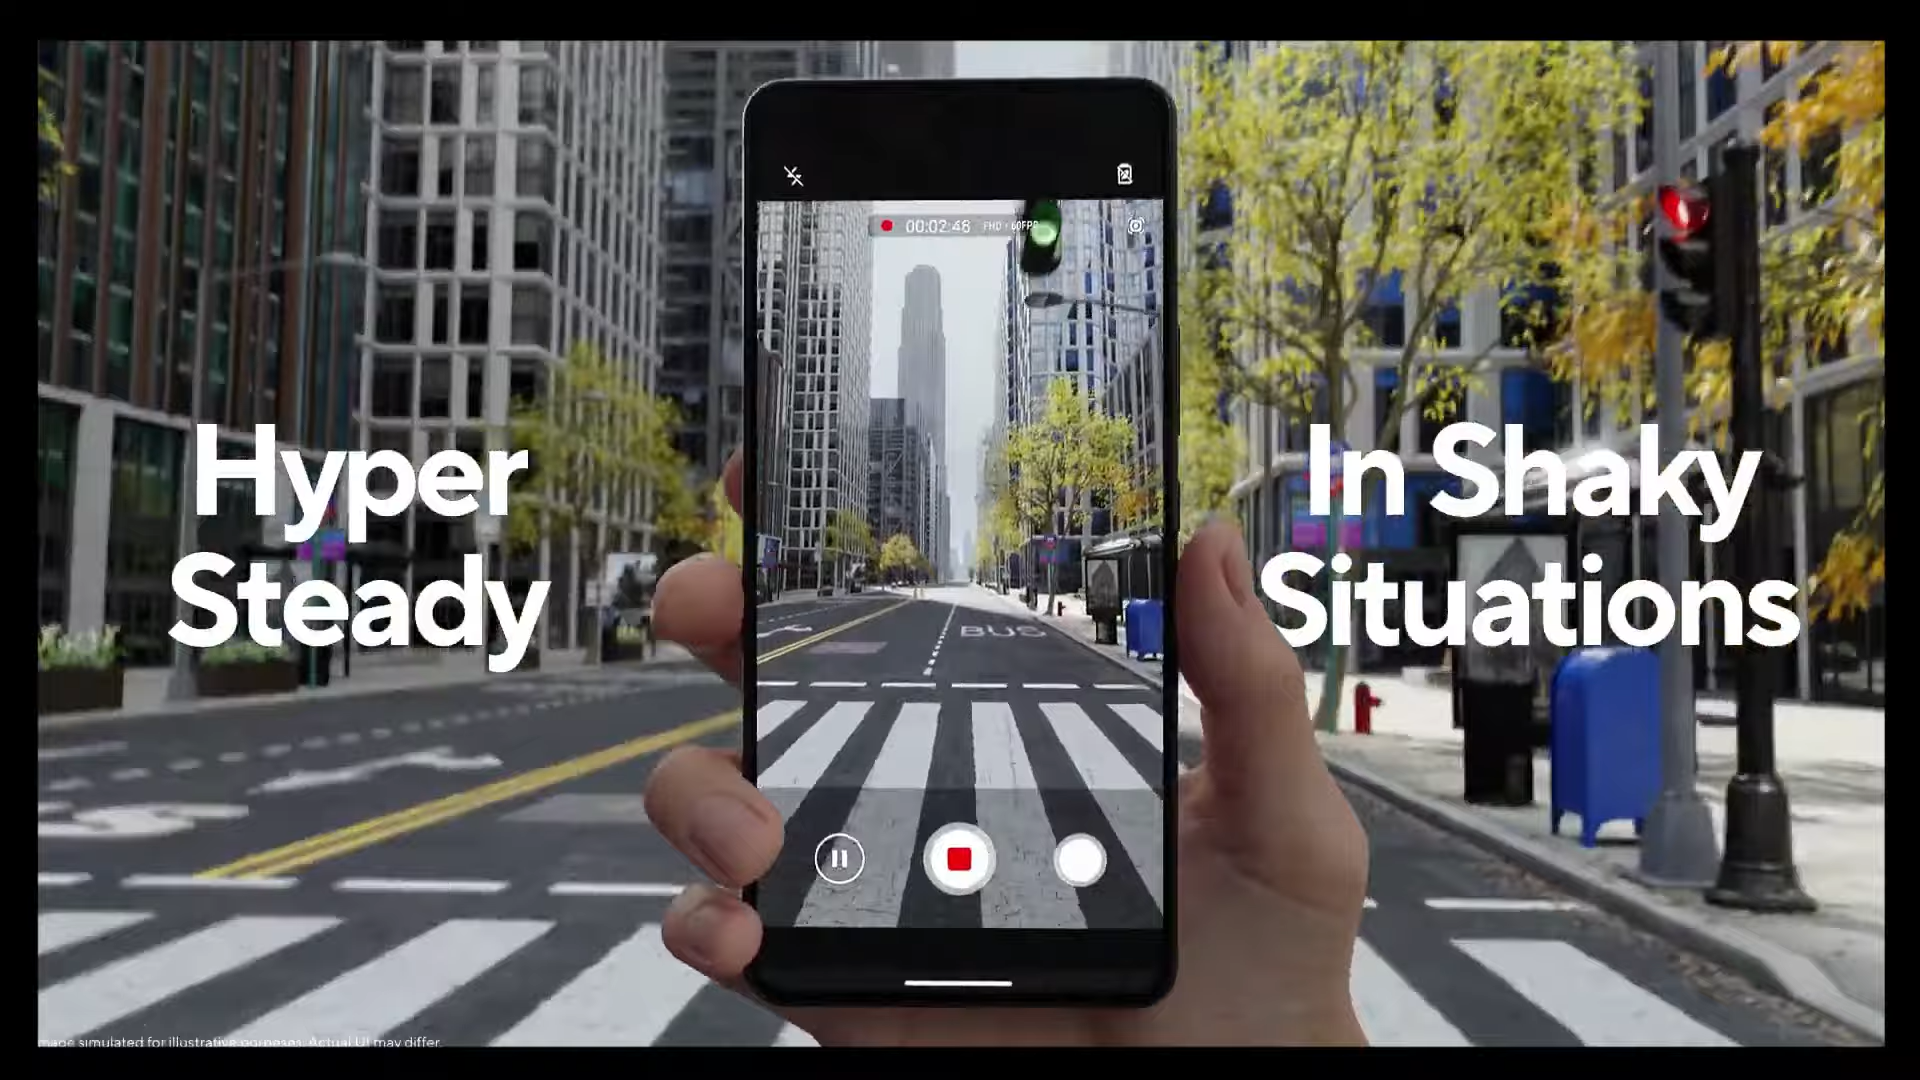 Hyper
Steady
00:02:48 FHD · 60FPS
BUS
In Shaky
Situations
mage simulated for illustrative purposes. Actual UI may differ.